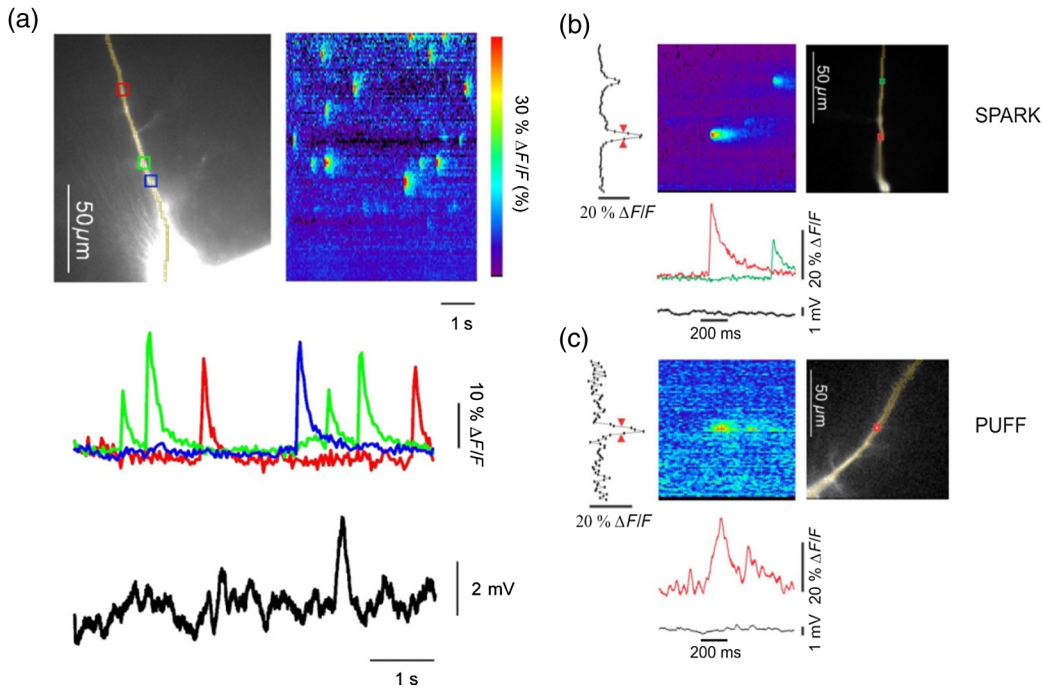 (a)
50 µm
30 % ΔF/F (%)
1 s
10 % ΔF/F
2 mV
1 s
(b)
50 µm
SPARK
20 % ΔF/F
20 % ΔF/F
1 mV
200 ms
(c)
50 µm
PUFF
20 % ΔF/F
20 % ΔF/F
1 mV
200 ms